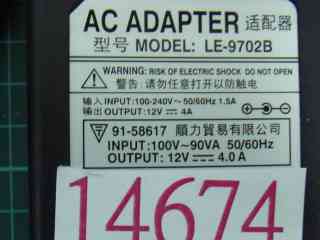 AC ADAPTER 适配器
型号 MODEL: LE-9702B
WARNING: RISK OF ELECTRIC SHOCK DO NOT OPEN
警告: 请勿任意打开以防触电
输入 INPUT:100-240V~50/60Hz 1.5A
输出 OUTPUT: 12V⎓4A
91-58617 順力貿易有限公司
INPUT:100V~90VA 50/60Hz
OUTPUT: 12V⎓4.0A
14674